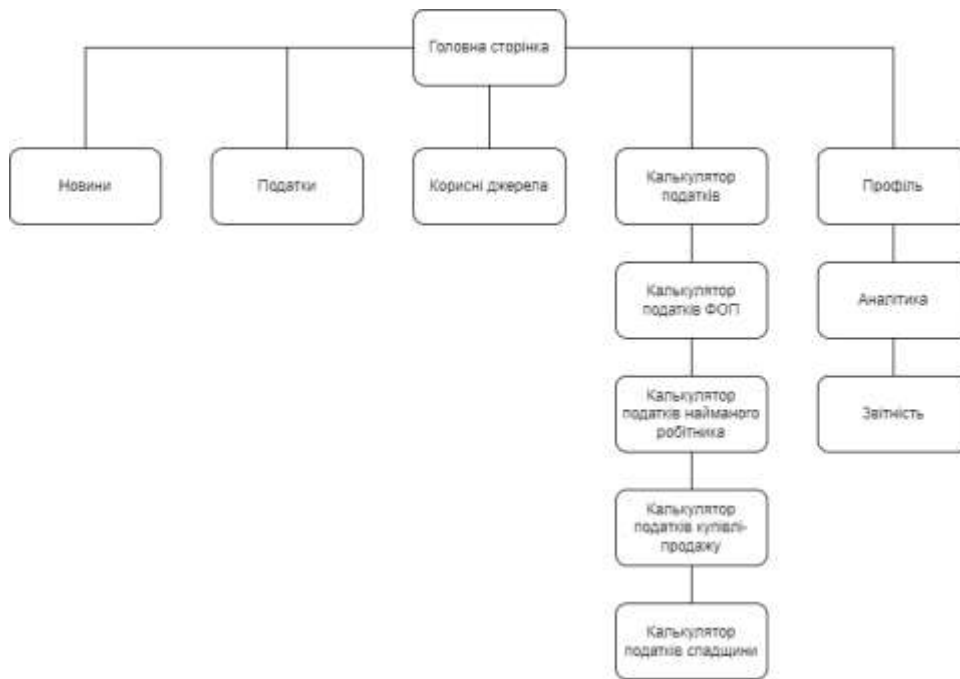 Головна сторінка
Новини
Податки
Корисні джерела
Калькулятор
податків
Профіль
Калькулятор
податків ФОП
Аналітика
Калькулятор
податків найманого
робітника
Звітність
Калькулятор
податків купівлі-
продажу
Калькулятор
податків спадщини